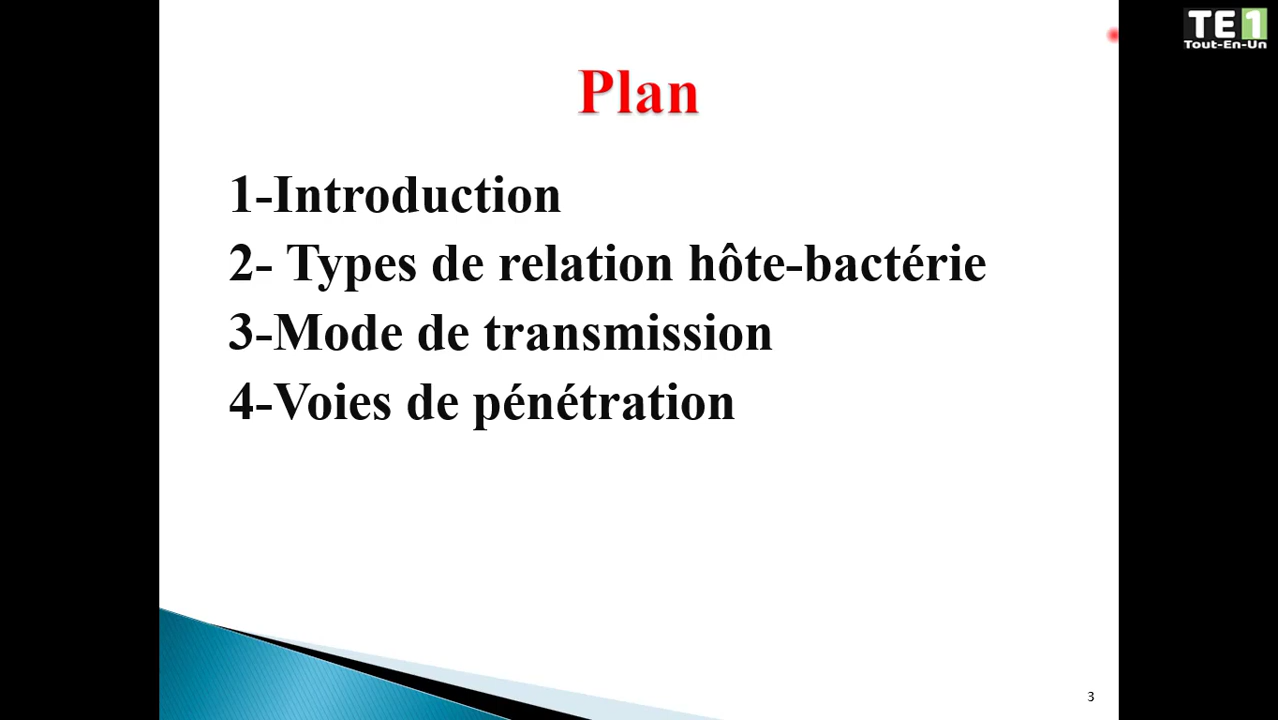 TE1
Tout-En-Un
Plan
1-Introduction
2- Types de relation hôte-bactérie
3-Mode de transmission
4-Voies de pénétration
3